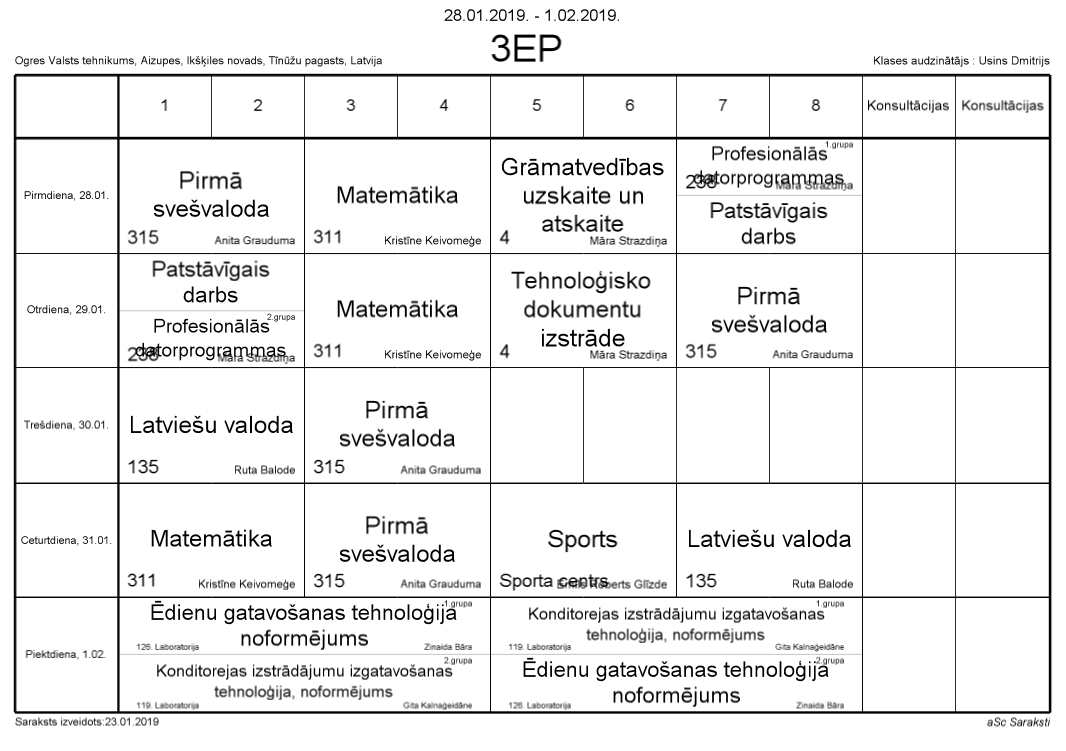 28.01.2019. - 1.02.2019.
3EP
Ogres Valsts tehnikums, Aizupes, Ikšķiles novads, Tīnūžu pagasts, Latvija
Klases audzinātājs : Usins Dmitrijs
1 2 3 4 5 6 7 8 Konsultācijas Konsultācijas
Pirmdiena, 28.01.
Pirmā
svešvaloda
315 Anita Grauduma
Matemātika
311 Kristīne Keivomeģe
Grāmatvedības
uzskaite un
atskaite
4 Māra Strazdiņa
1.grupa
Profesionālās
datorprogrammas
238 Māra Strazdiņa
Patstāvīgais
darbs
Otrdiena, 29.01.
Patstāvīgais
darbs
2.grupa
Profesionālās
datorprogrammas
238 Māra Strazdiņa
Matemātika
311 Kristīne Keivomeģe
Tehnoloģisko
dokumentu
izstrāde
4 Māra Strazdiņa
Pirmā
svešvaloda
315 Anita Grauduma
Trešdiena, 30.01.
Latviešu valoda
135 Ruta Balode
Pirmā
svešvaloda
315 Anita Grauduma
Ceturtdiena, 31.01.
Matemātika
311 Kristīne Keivomeģe
Pirmā
svešvaloda
315 Anita Grauduma
Sports
Sporta centrs Emīls Roberts Glīzde
Latviešu valoda
135 Ruta Balode
Piektdiena, 1.02.
1.grupa
Ēdienu gatavošanas tehnoloģija
noformējums
126. Laboratorija Zinaida Bāra
2.grupa
Konditorejas izstrādājumu izgatavošanas
tehnoloģija, noformējums
119. Laboratorija Gita Kalnaģeidāne
1.grupa
Konditorejas izstrādājumu izgatavošanas
tehnoloģija, noformējums
119. Laboratorija Gita Kalnaģeidāne
2.grupa
Ēdienu gatavošanas tehnoloģija
noformējums
126. Laboratorija Zinaida Bāra
Saraksts izveidots:23.01.2019
aSc Saraksti